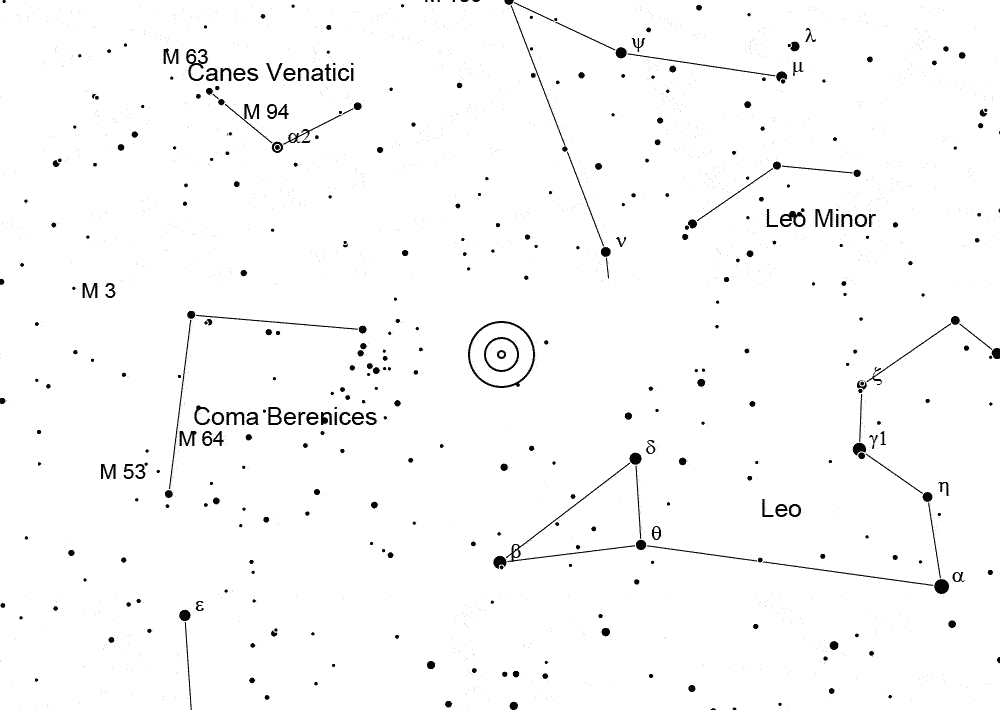 ψ
λ
μ
M 63
Canes Venatici
M 94
α2
Leo Minor
ν
M 3
ζ
Coma Berenices
M 64
γ1
δ
M 53
η
Leo
θ
β
α
ε